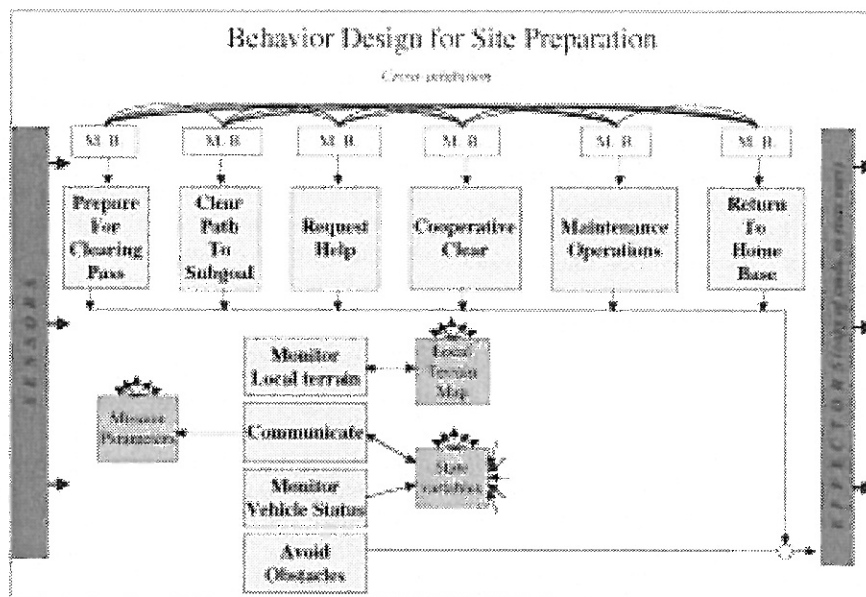 Behavior Design for Site Preparation
M. B.
M. B.
M. B.
M. B.
M. B.
M. B.
Prepare
For
Clearing
Pass
Clear
Path
To
Subgoal
Request
Help
Cooperative
Clear
Maintenance
Operations
Return
To
Home
Base
SENSORS
EFFECTORS
Monitor
Local terrain
Local
Terrain
Map
Mission
Parameters
Communicate
State
Monitor
Vehicle Status
Avoid
Obstacles